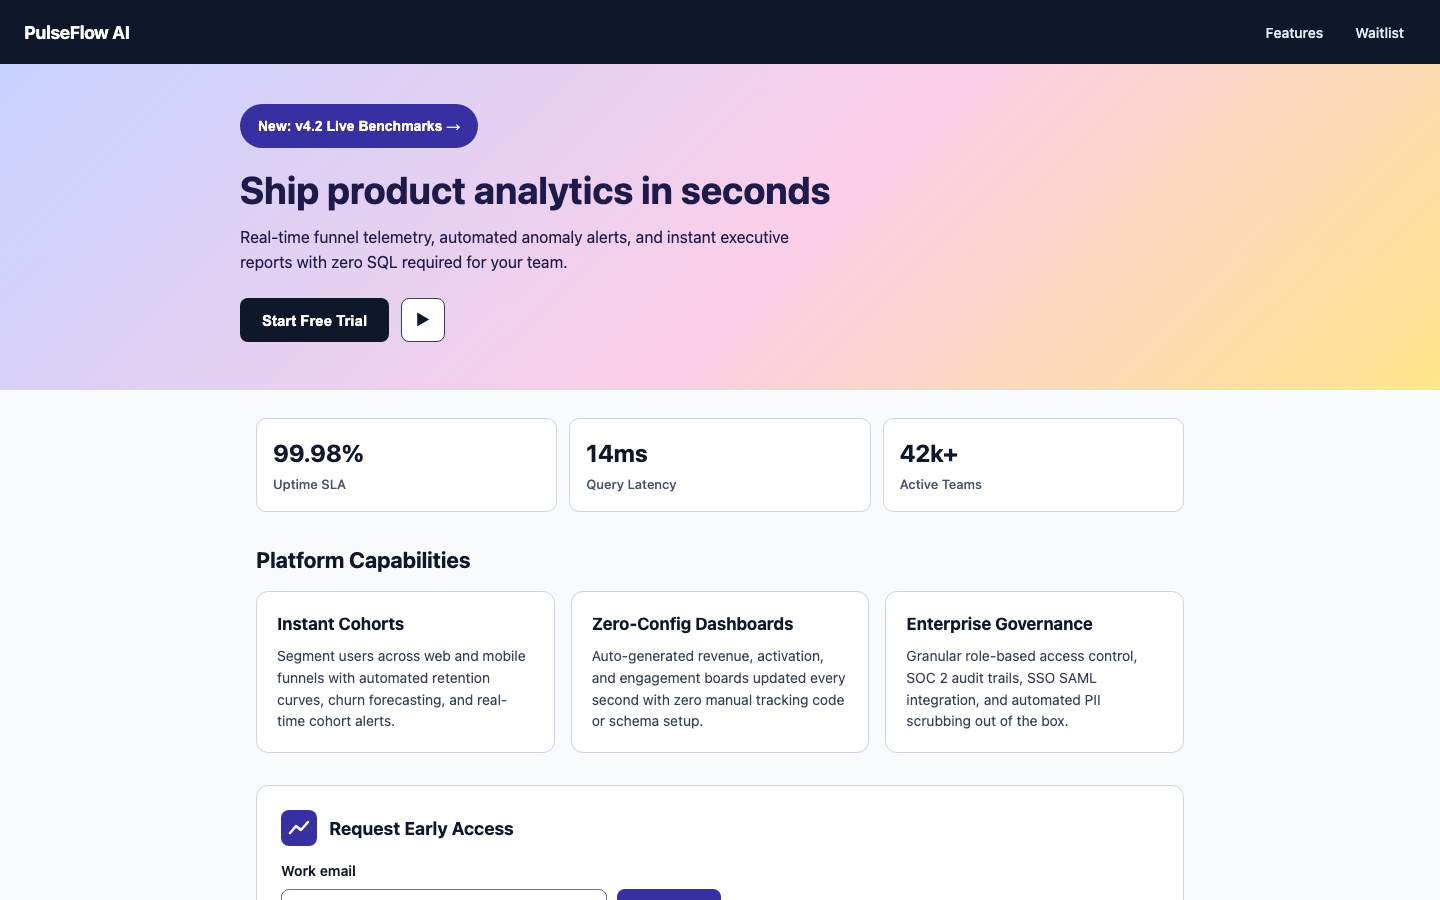 PulseFlow AI
Features
Waitlist
New: v4.2 Live Benchmarks →
Ship product analytics in seconds
Real-time funnel telemetry, automated anomaly alerts, and instant executive
reports with zero SQL required for your team.
Start Free Trial
99.98%
Uptime SLA
14ms
Query Latency
42k+
Active Teams
Platform Capabilities
Instant Cohorts
Segment users across web and mobile
funnels with automated retention
curves, churn forecasting, and real-
time cohort alerts.
Zero-Config Dashboards
Auto-generated revenue, activation,
and engagement boards updated every
second with zero manual tracking code
or schema setup.
Enterprise Governance
Granular role-based access control,
SOC 2 audit trails, SSO SAML
integration, and automated PII
scrubbing out of the box.
Request Early Access
Work email